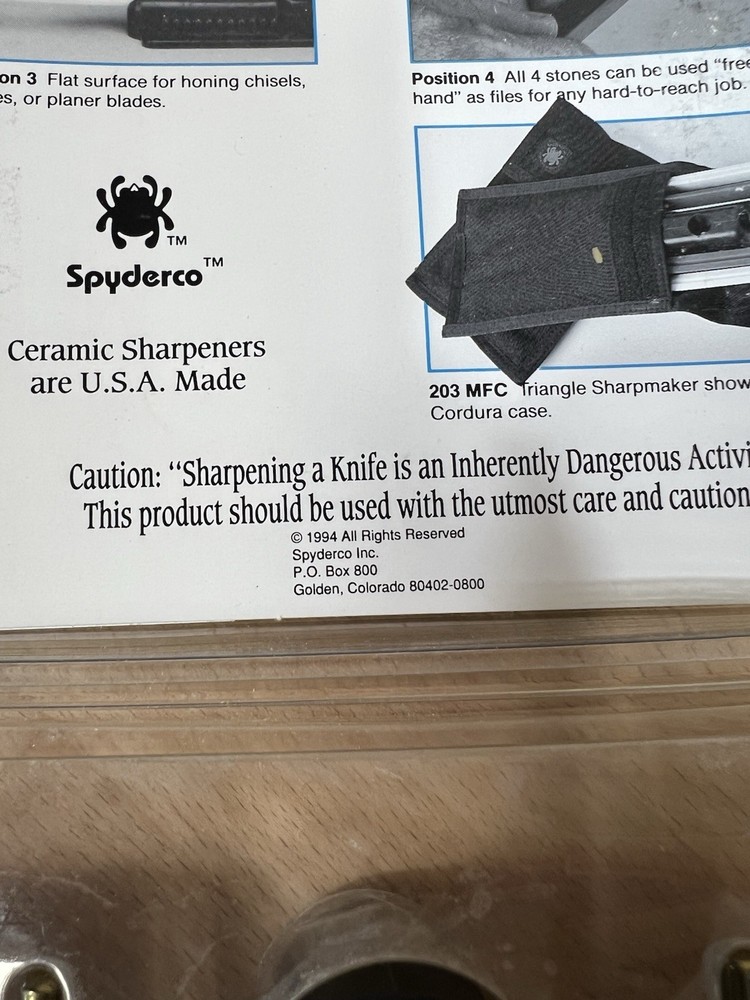 on 3 Flat surface for honing chisels,
es, or planer blades.
Position 4 All 4 stones can be used “free
hand” as files for any hard-to-reach job.
TM
Spyderco TM
Ceramic Sharpeners
are U.S.A. Made
203 MFC Triangle Sharpmaker show
Cordura case.
Caution: “Sharpening a Knife is an Inherently Dangerous Activi
This product should be used with the utmost care and caution
© 1994 All Rights Reserved
Spyderco Inc.
P.O. Box 800
Golden, Colorado 80402-0800